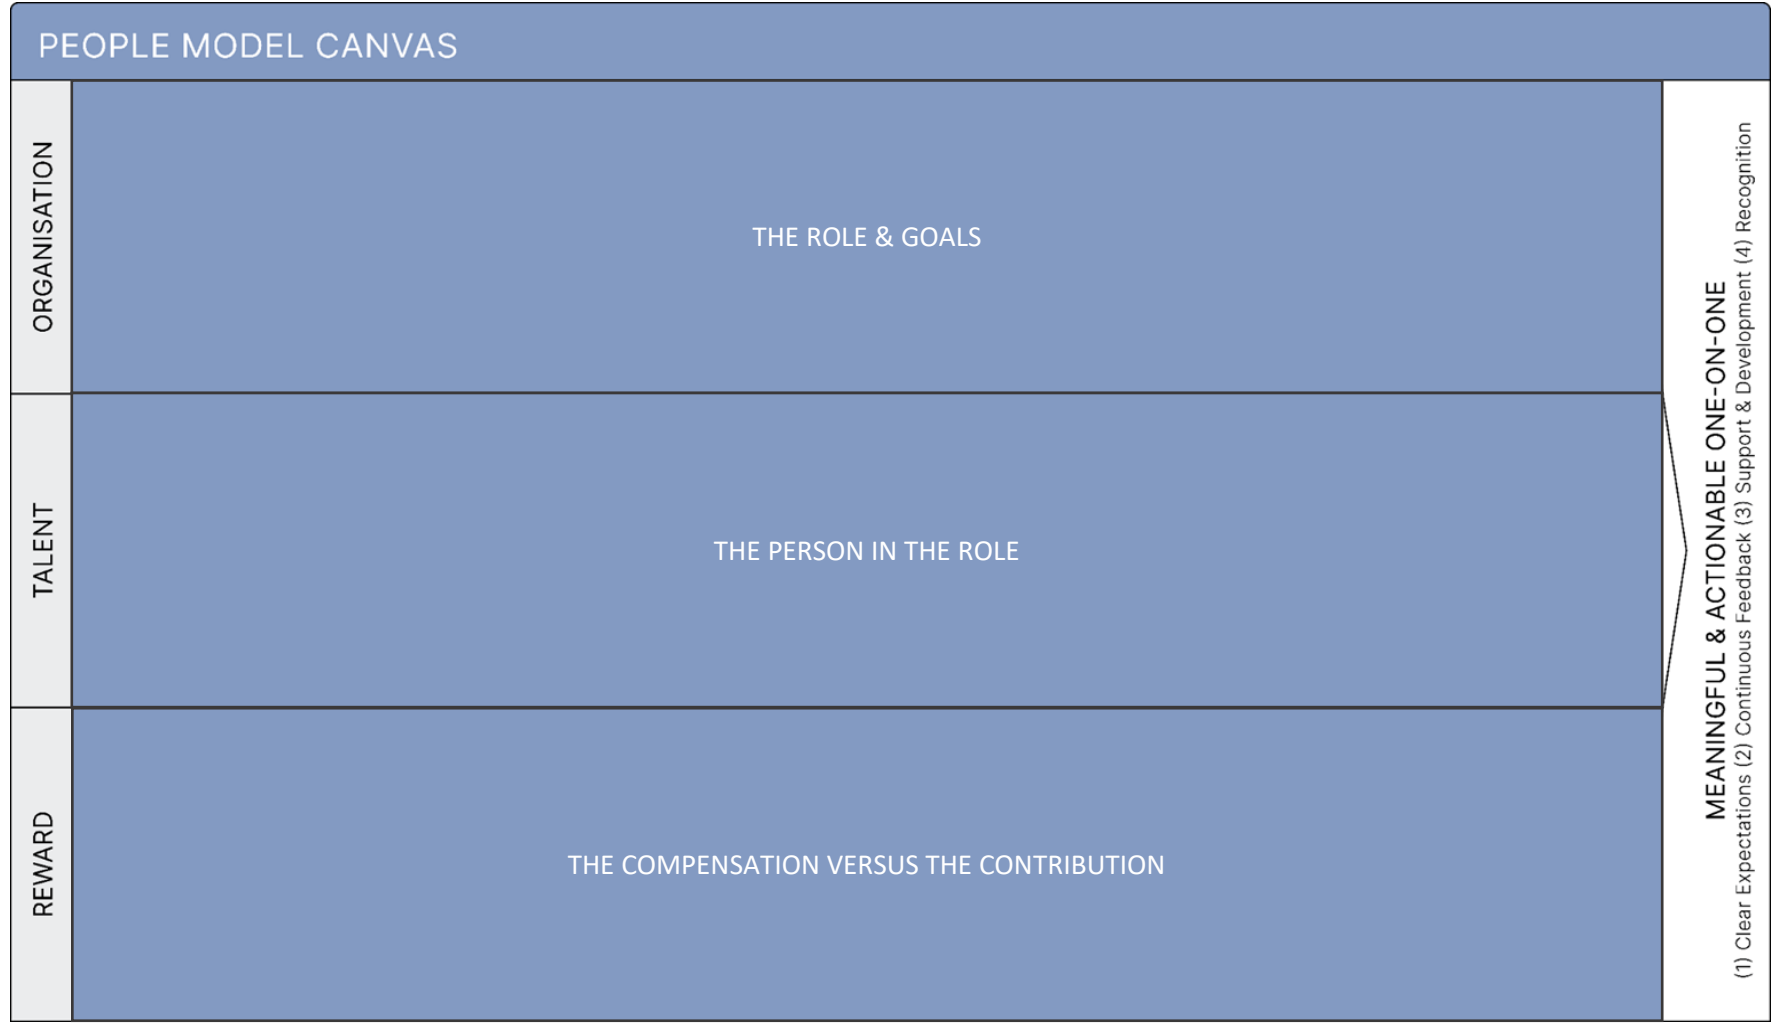 PEOPLE MODEL CANVAS
ORGANISATION
THE ROLE & GOALS
TALENT
THE PERSON IN THE ROLE
REWARD
THE COMPENSATION VERSUS THE CONTRIBUTION
MEANINGFUL & ACTIONABLE ONE-ON-ONE
(1) Clear Expectations (2) Continuous Feedback (3) Support & Development (4) Recognition